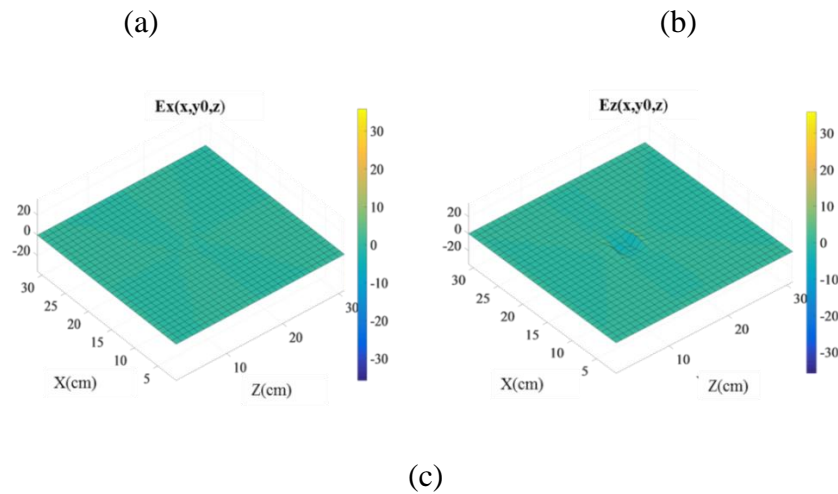 (a) (b)
Ex(x,y0,z) Ez(x,y0,z)
30 30
20 20
10 10
0 0
-10 -10
-20 -20
-30 -30
20 20
0 0
-20 -20
30 25 20 15 10 5 30 25 20 15 10 5
10 20 30 10 20 30
X(cm) Z(cm) X(cm) Z(cm)
(c)